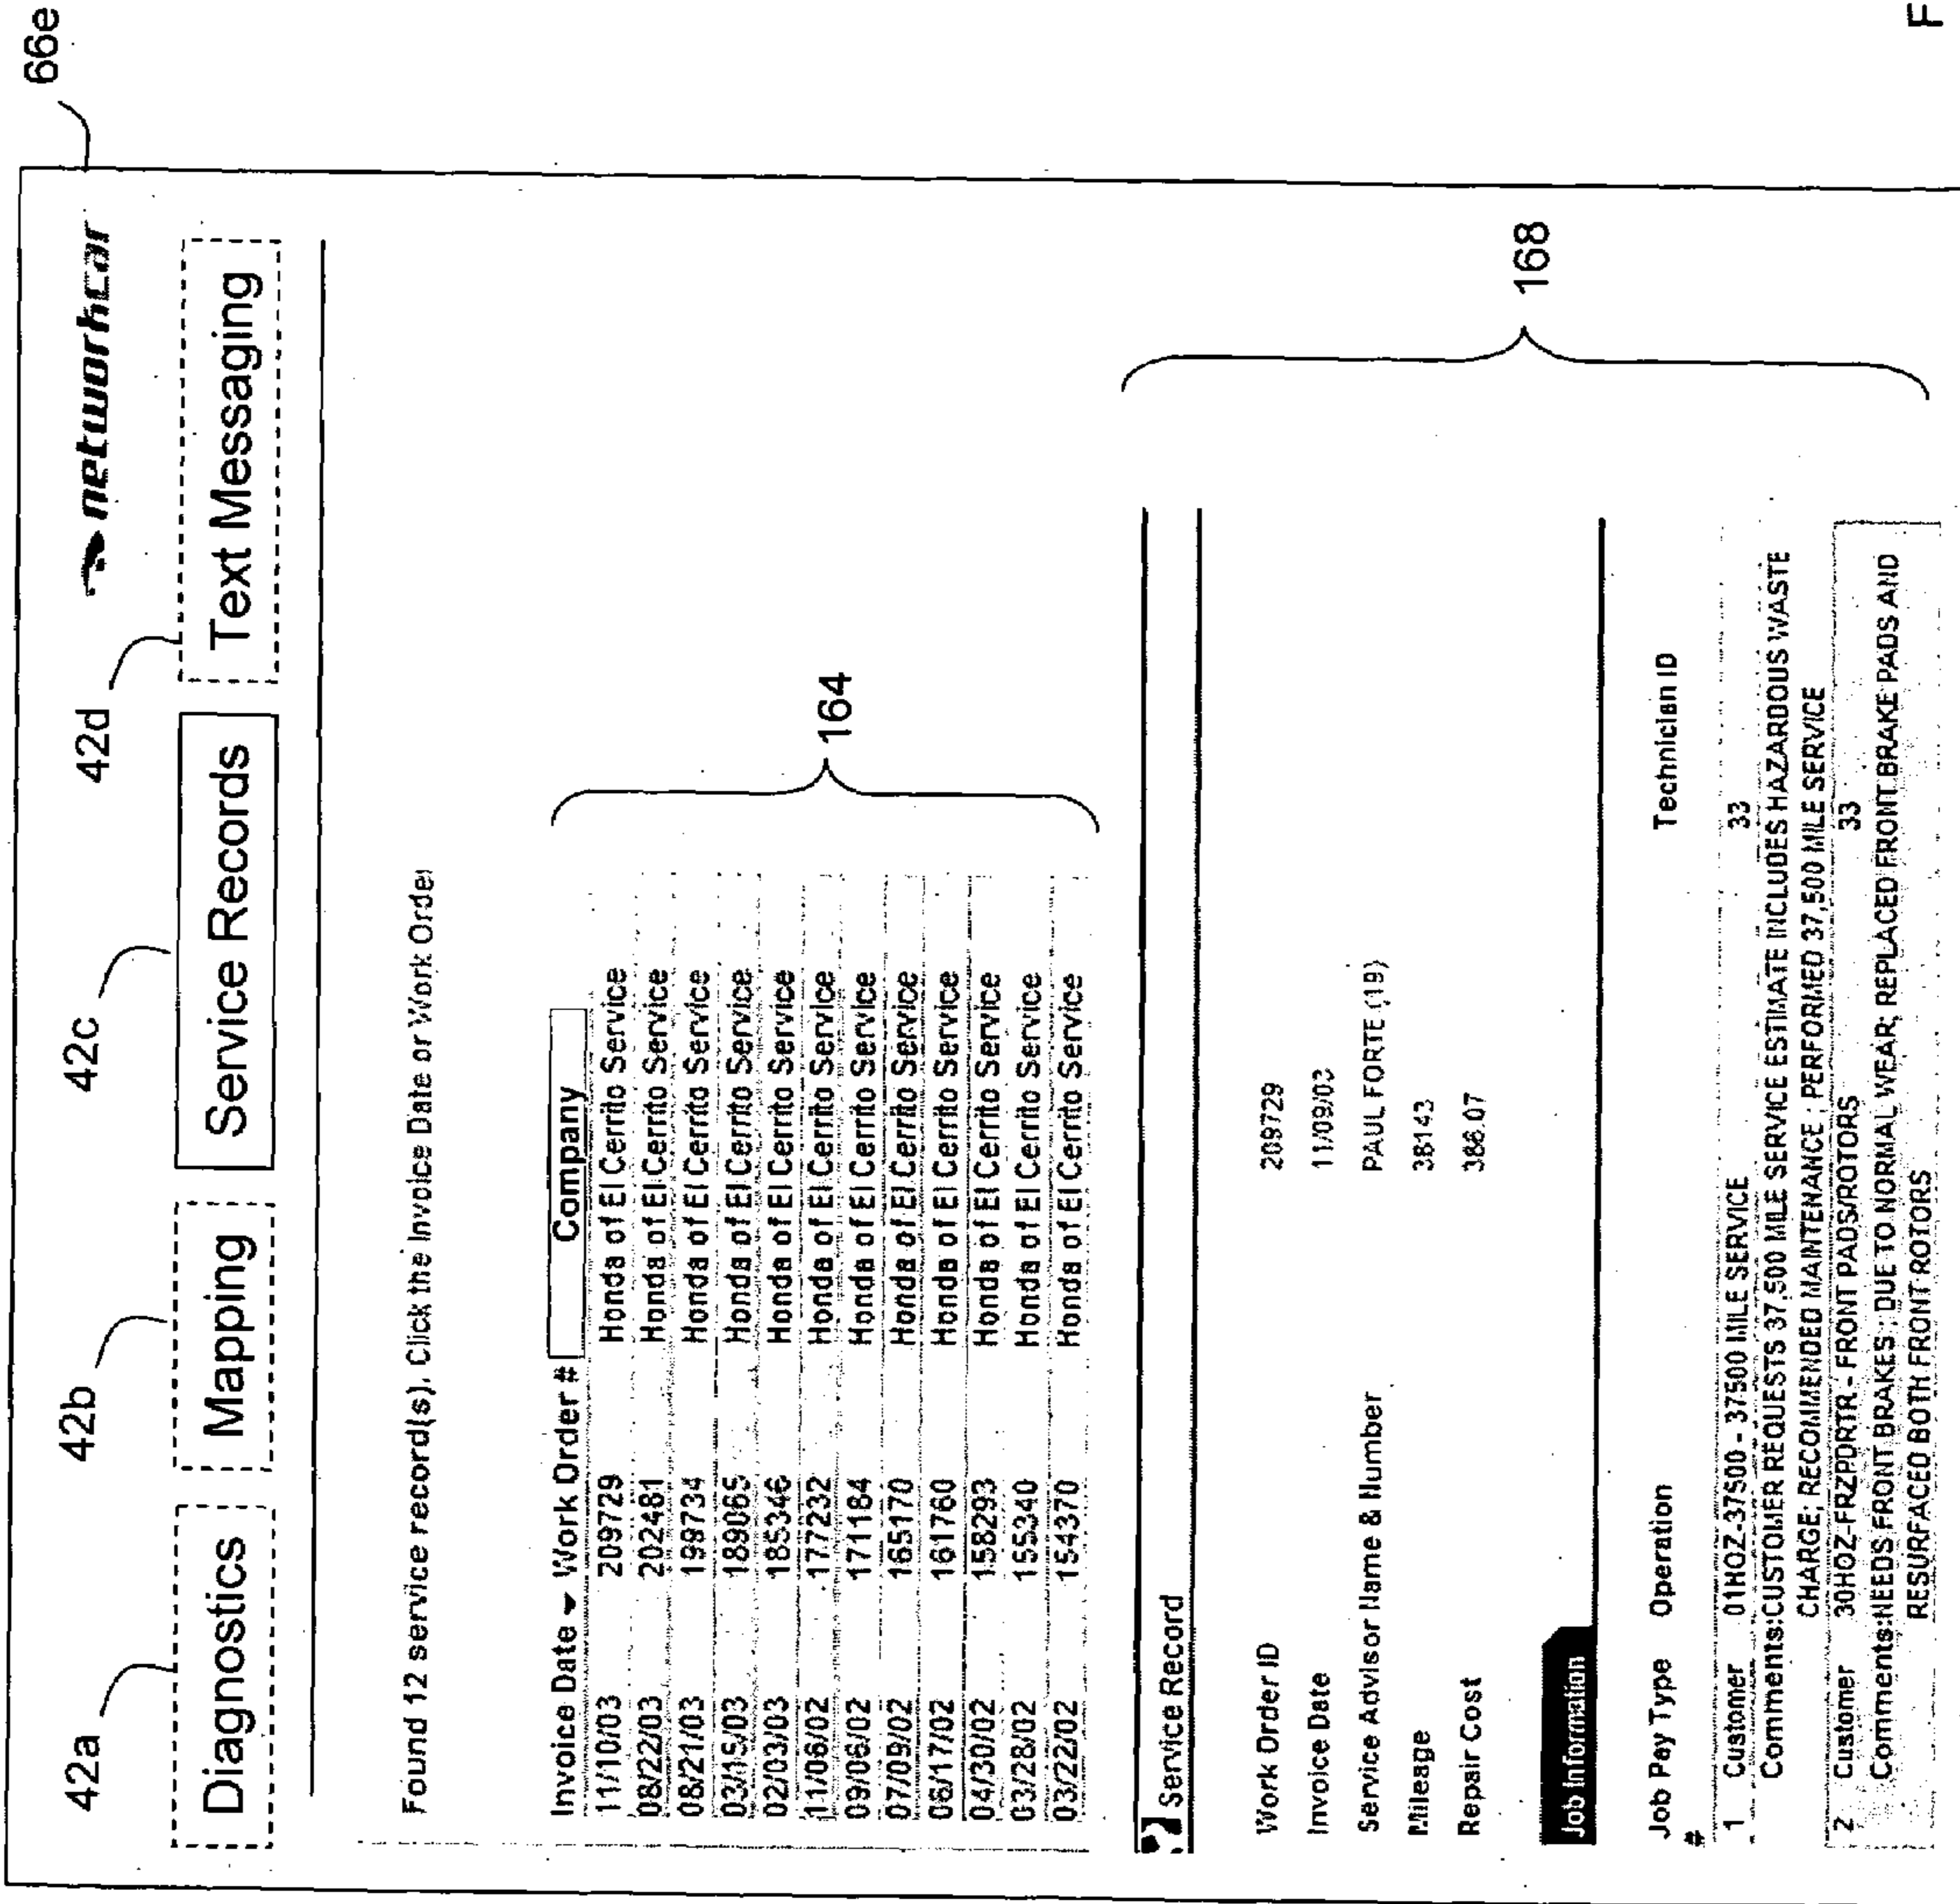 66e
42a
42b
42c
42d
networkcar
Diagnostics
Mapping
Service Records
Text Messaging
Found 12 service record(s). Click the Invoice Date or Work Order
Invoice Date Work Order # Company
11/10/03 209729 Honda of El Cerrito Service
08/22/03 202481 Honda of El Cerrito Service
08/21/03 198734 Honda of El Cerrito Service
03/15/03 189065 Honda of El Cerrito Service
02/03/03 185346 Honda of El Cerrito Service
11/06/02 177232 Honda of El Cerrito Service
09/06/02 171184 Honda of El Cerrito Service
07/09/02 165170 Honda of El Cerrito Service
06/17/02 161760 Honda of El Cerrito Service
04/30/02 158293 Honda of El Cerrito Service
03/28/02 155340 Honda of El Cerrito Service
03/22/02 154370 Honda of El Cerrito Service
164
Service Record
Work Order ID 209729
Invoice Date 11/09/03
Service Advisor Name & Number PAUL FORTE (19)
Mileage 38143
Repair Cost 388.07
168
Job Information
Job Pay Type Operation Technician ID
#
1 Customer 01HOZ-37500 - 37500 MILE SERVICE 33
Comments:CUSTOMER REQUESTS 37,500 MILE SERVICE ESTIMATE INCLUDES HAZARDOUS WASTE
CHARGE; RECOMMENDED MAINTENANCE ; PERFORMED 37,500 MILE SERVICE
2 Customer 30HOZ-FRZPDRTR - FRONT PADS/ROTORS 33
Comments:NEEDS FRONT BRAKES ; DUE TO NORMAL WEAR; REPLACED FRONT BRAKE PADS AND
RESURFACED BOTH FRONT ROTORS
F